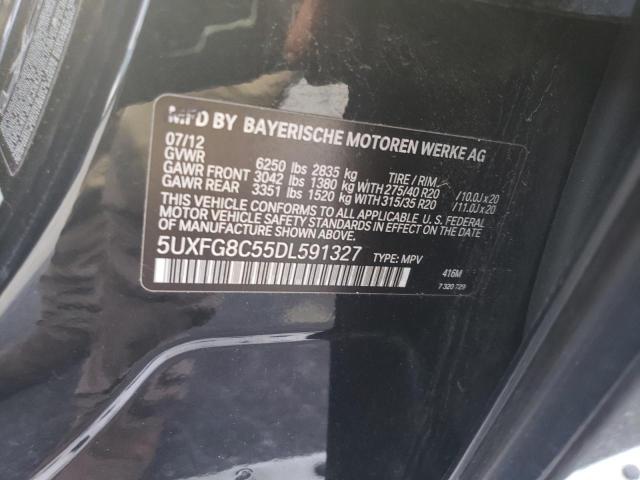 MFD BY BAYERISCHE MOTOREN WERKE AG
07/12
GVWR 6250 lbs 2835 kg TIRE / RIM
GAWR FRONT 3042 lbs 1380 kg WITH 275/40 R20 /10.0J x 20
GAWR REAR 3351 lbs 1520 kg WITH 315/35 R20 /11.0J x 20
THIS VEHICLE CONFORMS TO ALL APPLICABLE U.S. FEDERAL
MOTOR VEHICLE SAFETY STANDARDS IN EFFECT ON THE DATE OF
MANUFACTURE.
5UXFG8C55DL591327 TYPE: MPV
416M
7 320 729